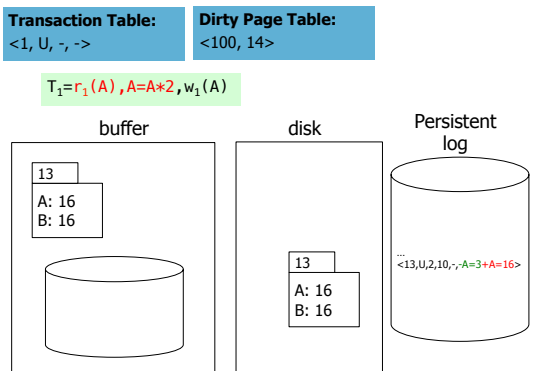 Transaction Table:
<1, U, -, ->
Dirty Page Table:
<100, 14>
T₁=r₁(A),A=A*2,w₁(A)
buffer
disk
Persistent
log
13
A: 16
B: 16
13
A: 16
B: 16
...
<13,U,2,10,-,-A=3+A=16>